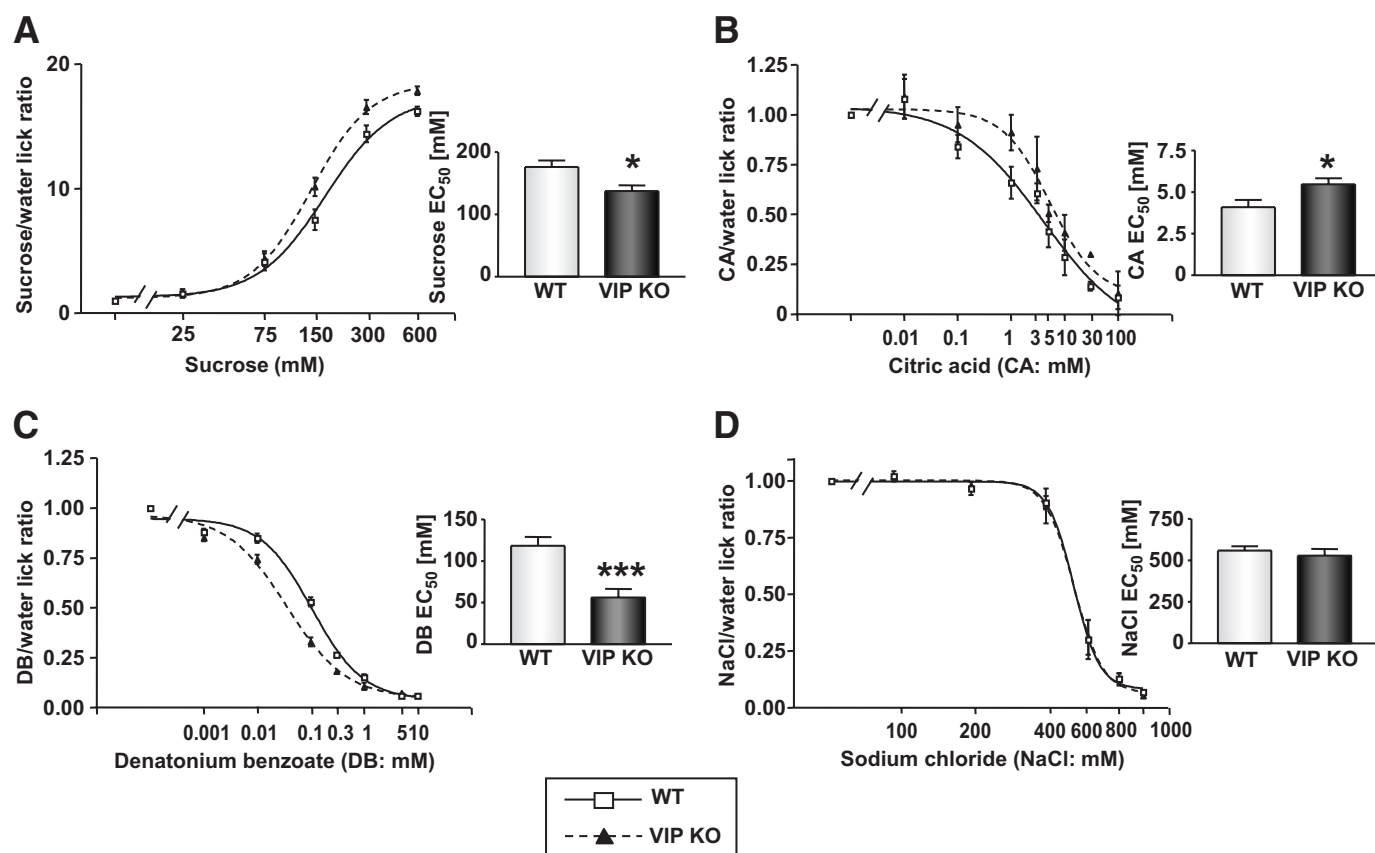 A
Sucrose/water lick ratio
20
10
0
25 75 150 300 600
Sucrose (mM)
Sucrose EC50 [mM]
200
100
0
*
WT VIP KO
B
CA/water lick ratio
1.25
1.00
0.75
0.50
0.25
0
0.01 0.1 1 3 5 10 30 100
Citric acid (CA: mM)
CA EC50 [mM]
7.5
5.0
2.5
0
*
WT VIP KO
C
DB/water lick ratio
1.25
1.00
0.75
0.50
0.25
0.00
0.001 0.01 0.1 0.3 1 5 10
Denatonium benzoate (DB: mM)
DB EC50 [mM]
150
100
50
0
***
WT VIP KO
D
NaCl/water lick ratio
1.00
0.75
0.50
0.25
0.00
100 200 400 600 800 1000
Sodium chloride (NaCl: mM)
NaCl EC50 [mM]
750
500
250
0
WT VIP KO
WT
VIP KO